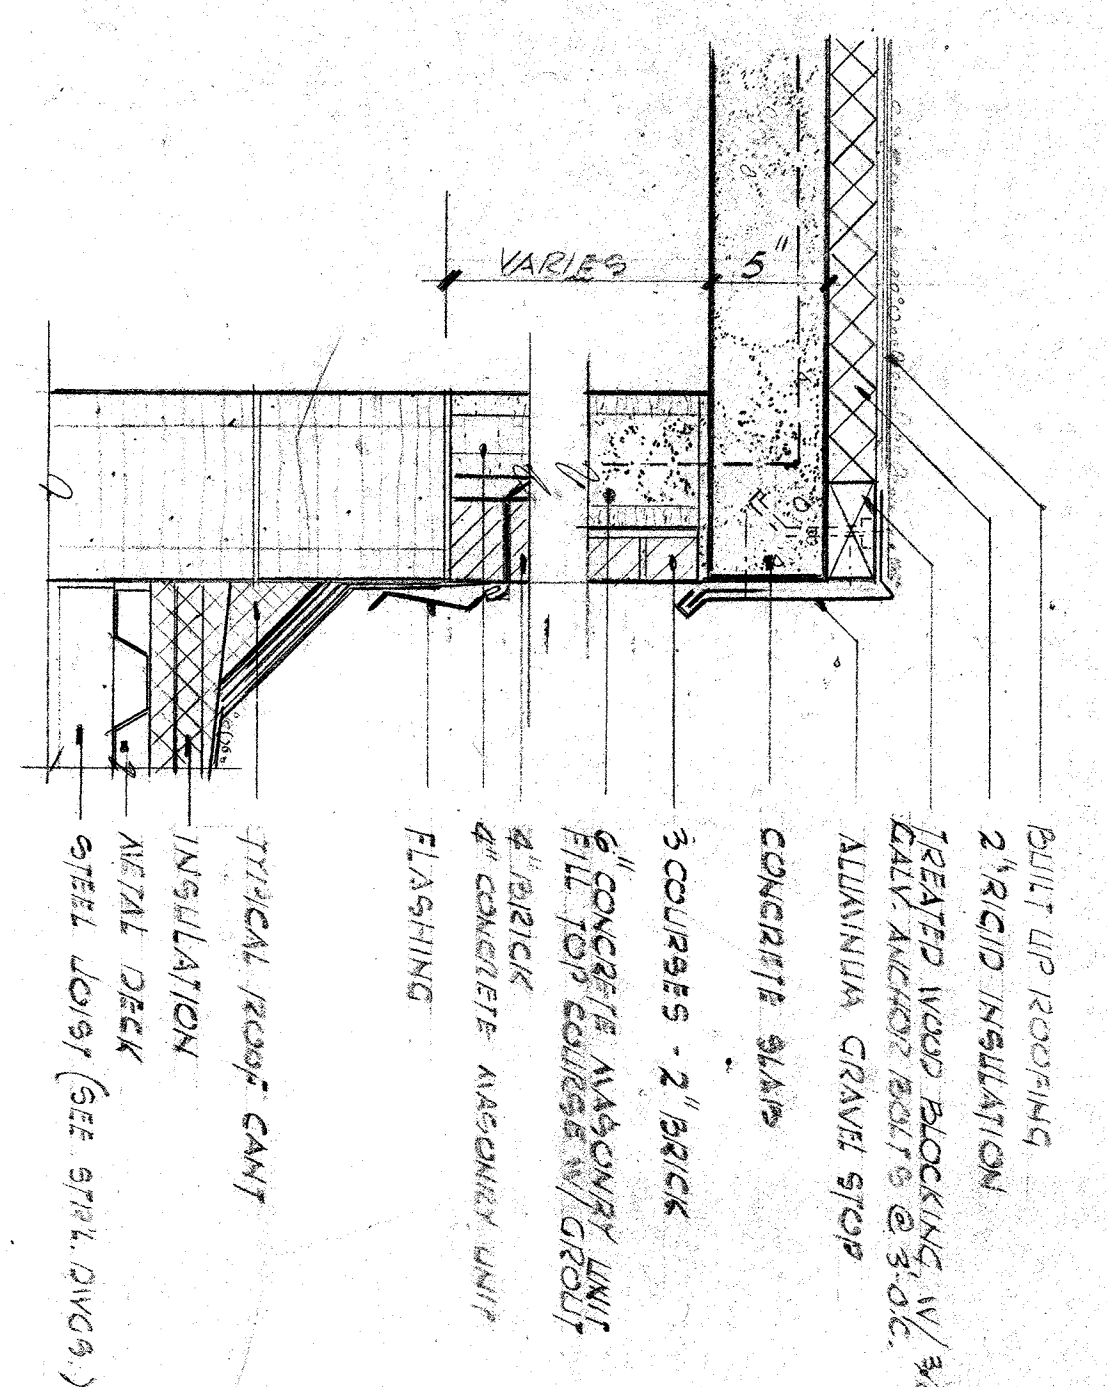 BUILT UP ROOFING
2" RIGID INSULATION
TREATED WOOD BLOCKING W/
GALV. ANCHOR BOLTS @ 3'-O.C.
ALUMINUM GRAVEL STOP
CONCRETE SLAB
3 COURSES - 2" BRICK
6" CONCRETE MASONRY UNIT
FILL TOP COURSE W/ GROUT
4" BRICK
4" CONCRETE MASONRY UNIT
FLASHING
TYPICAL ROOF CANT
INSULATION
METAL DECK
STEEL JOIST (SEE STR'L. DWGS.)
VARIES
5"